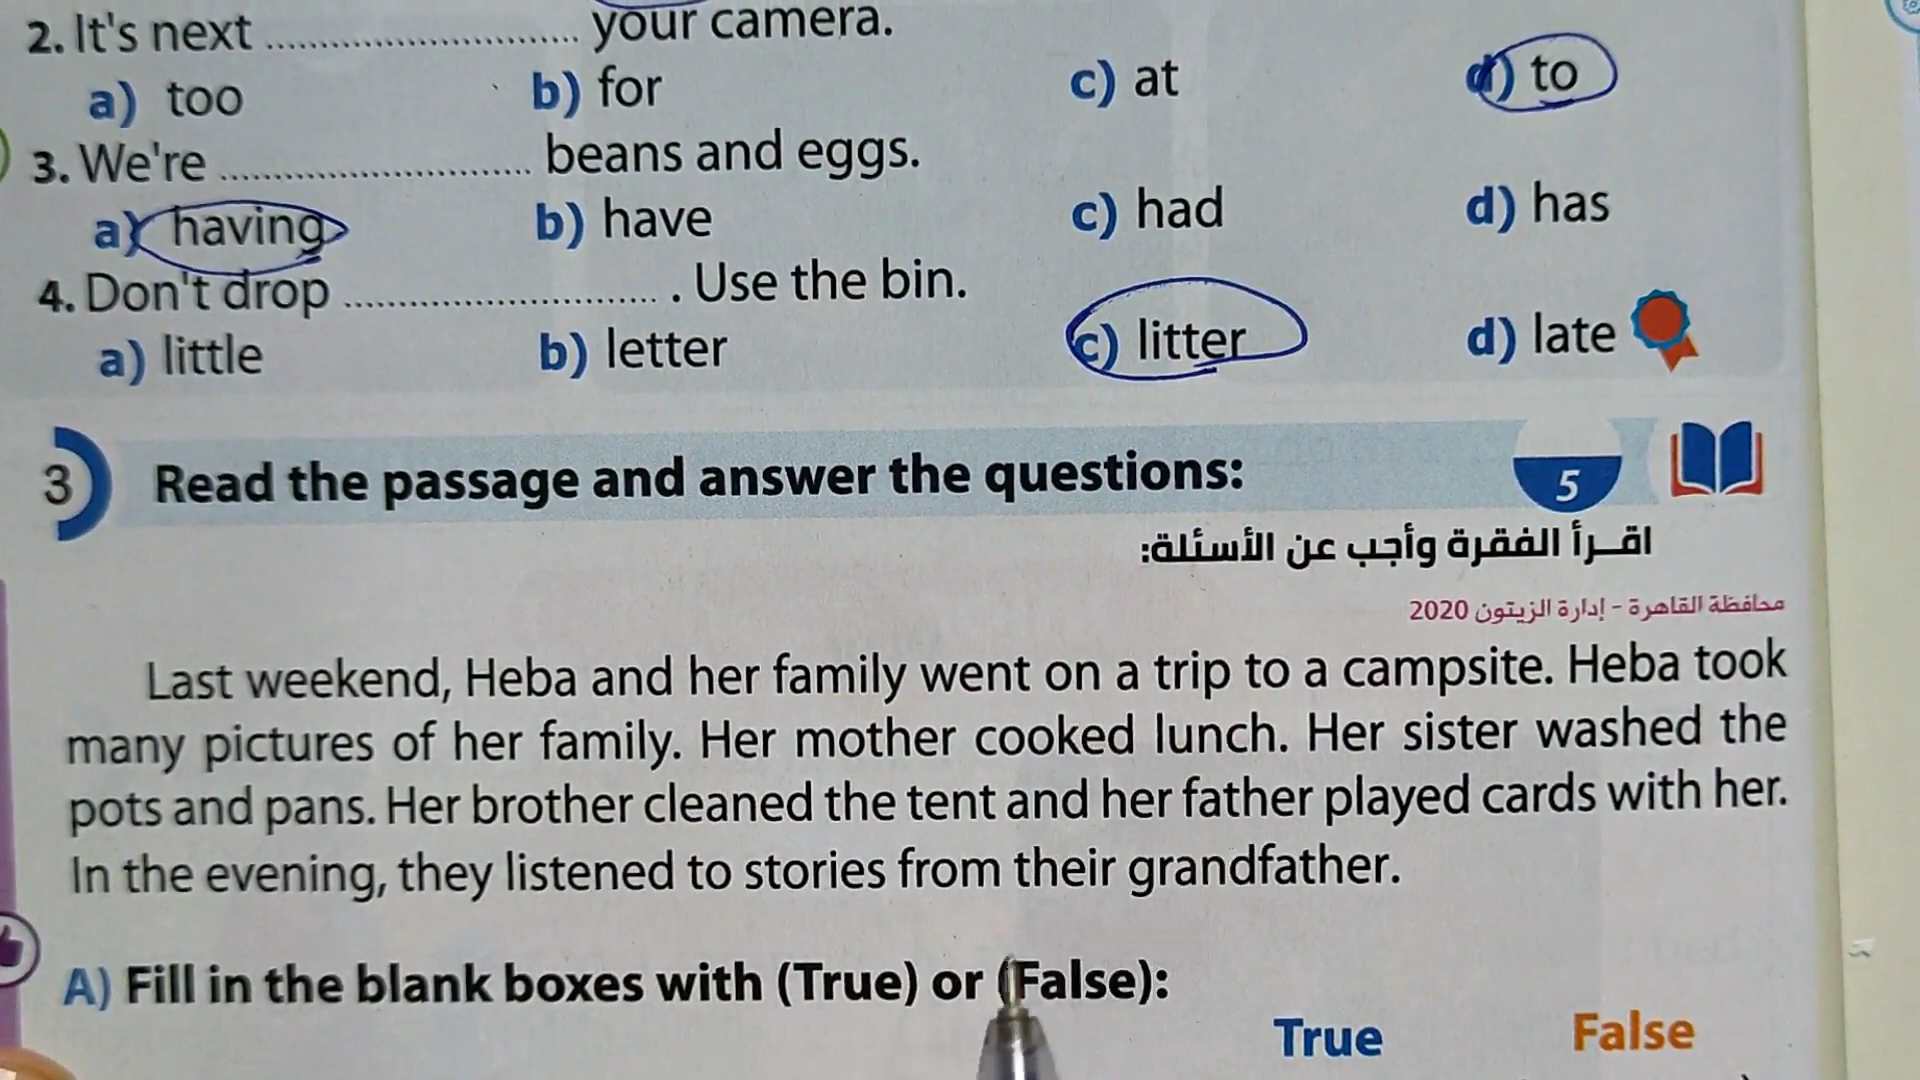 2. It's next .............................. your camera.
a) too b) for c) at d) to
3. We're .............................. beans and eggs.
a) having b) have c) had d) has
4. Don't drop .............................. . Use the bin.
a) little b) letter c) litter d) late
3 Read the passage and answer the questions: 5
اقـرأ الفقرة وأجب عن الأسئلة:
محافظة القاهرة - إدارة الزيتون 2020
Last weekend, Heba and her family went on a trip to a campsite. Heba took
many pictures of her family. Her mother cooked lunch. Her sister washed the
pots and pans. Her brother cleaned the tent and her father played cards with her.
In the evening, they listened to stories from their grandfather.
A) Fill in the blank boxes with (True) or (False):
True False